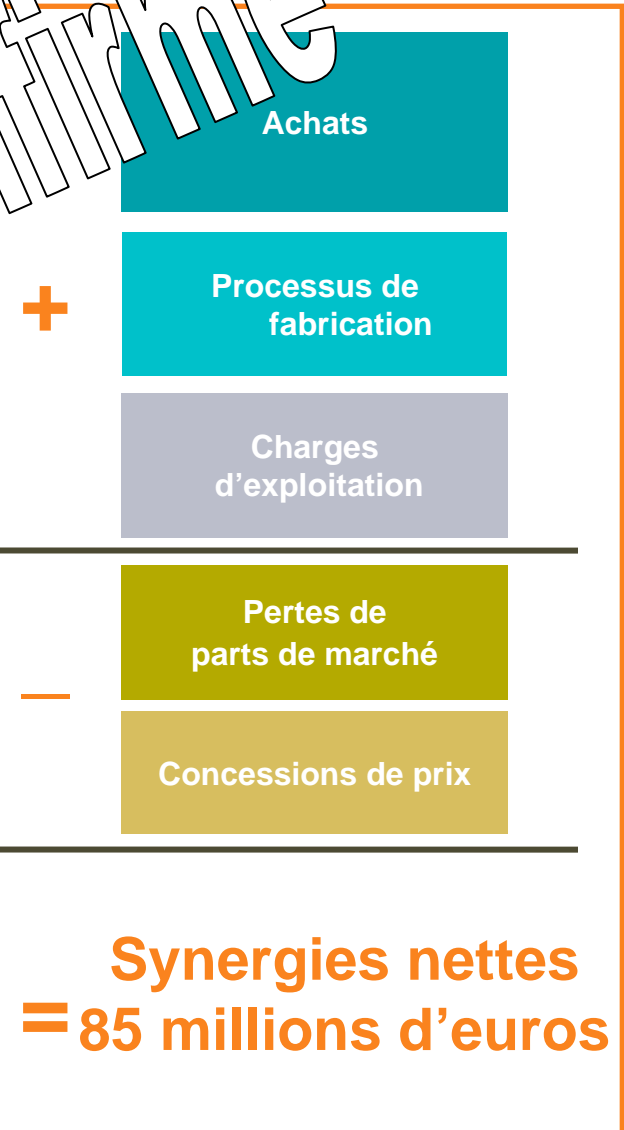 Achats
+
Processus de
fabrication
Charges
d’exploitation
Pertes de
parts de marché
–
Concessions de prix
Synergies nettes
= 85 millions d’euros